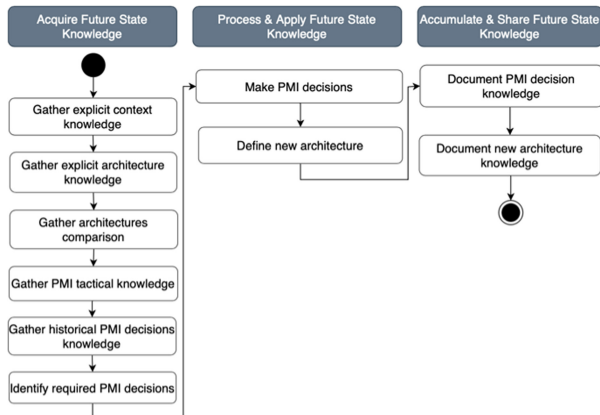 Acquire Future State
Knowledge
Gather explicit context
knowledge
Gather explicit architecture
knowledge
Gather architectures
comparison
Gather PMI tactical knowledge
Gather historical PMI decisions
knowledge
Identify required PMI decisions
Process & Apply Future State
Knowledge
Make PMI decisions
Define new architecture
Accumulate & Share Future State
Knowledge
Document PMI decision
knowledge
Document new architecture
knowledge